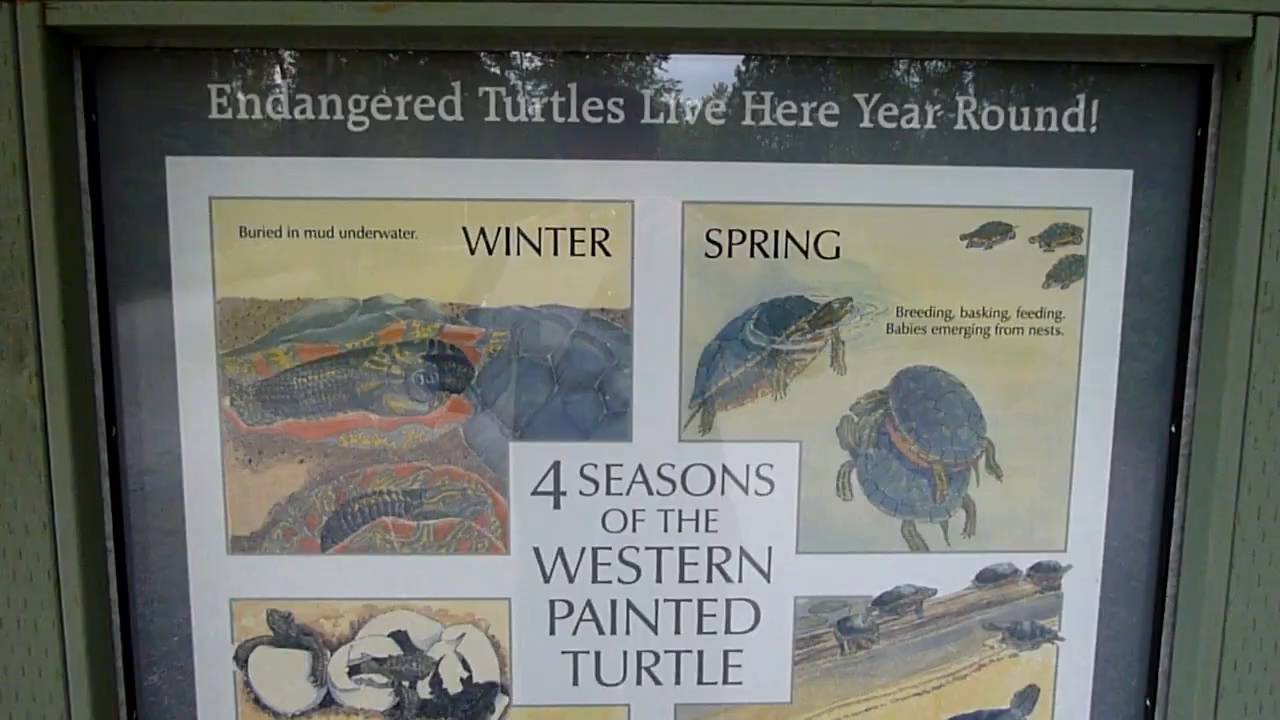 Endangered Turtles Live Here Year Round!
Buried in mud underwater.
WINTER
SPRING
Breeding, basking, feeding.
Babies emerging from nests.
4 SEASONS
OF THE
WESTERN
PAINTED
TURTLE